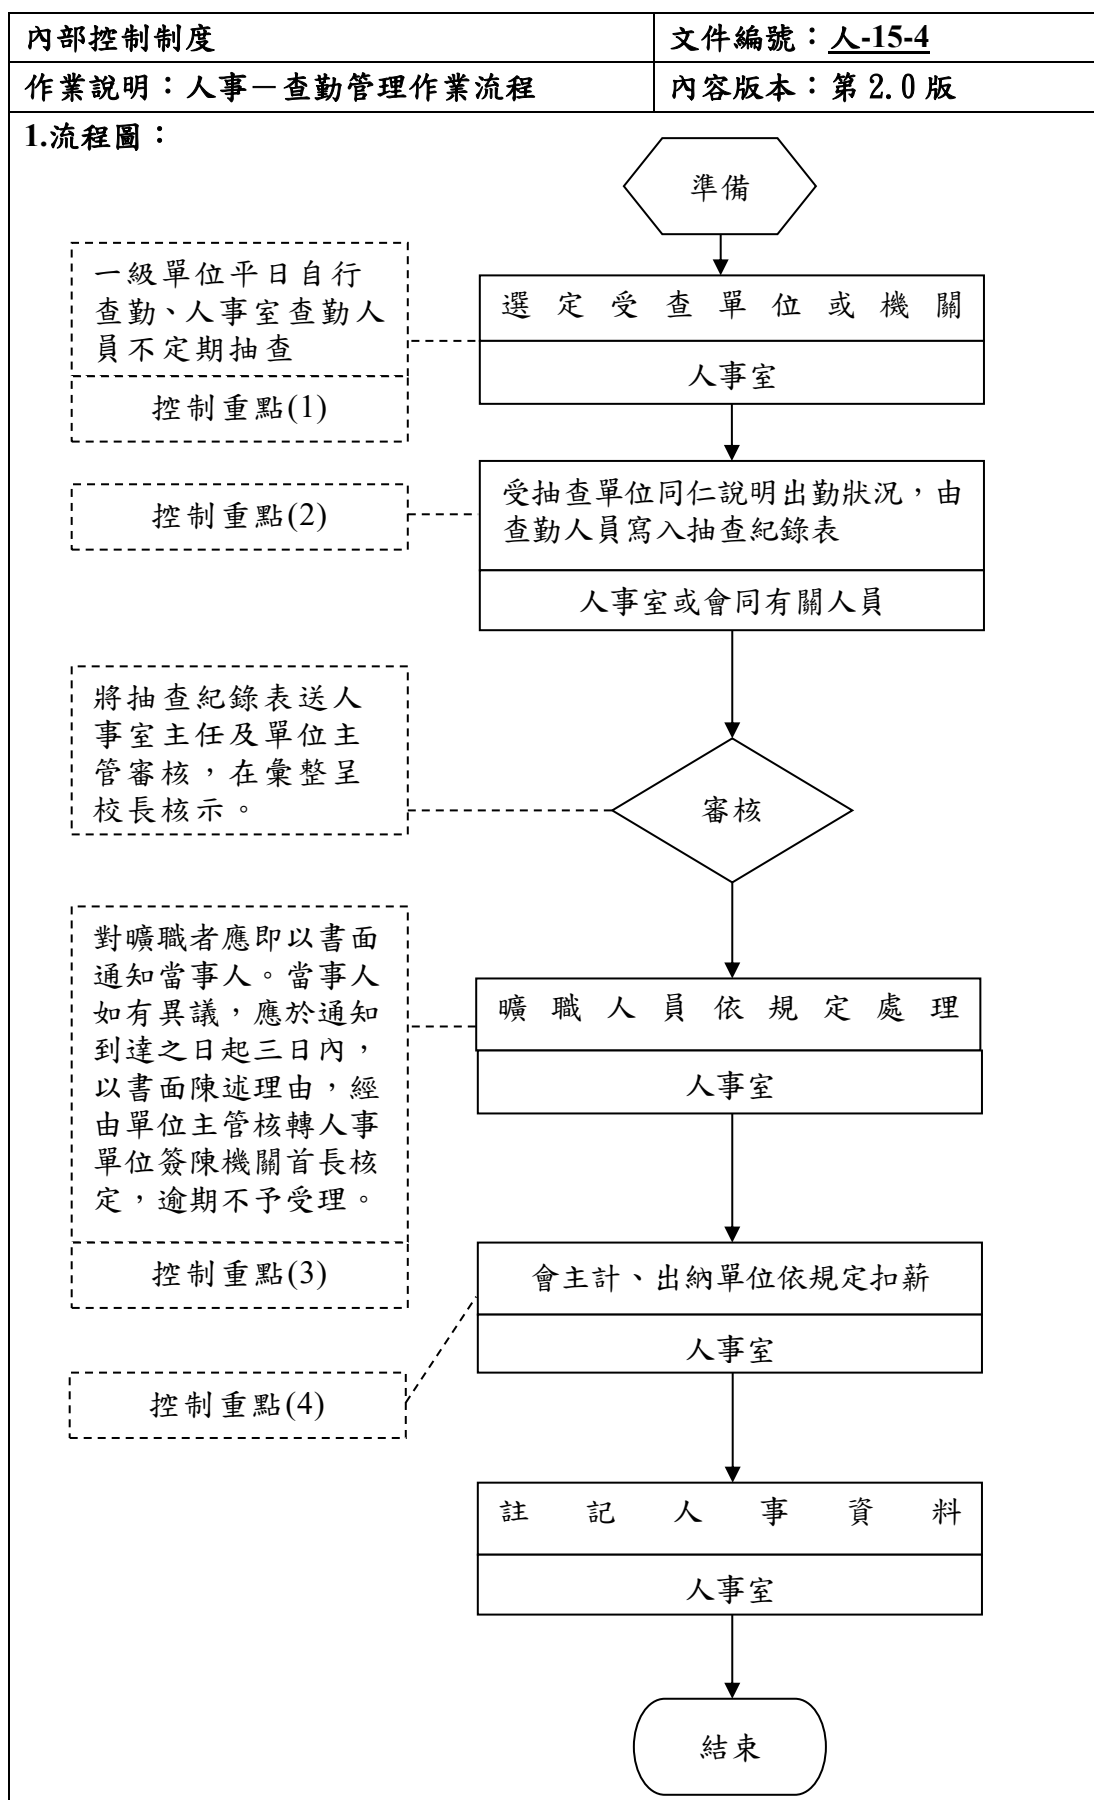 內部控制制度
文件編號：人-15-4
作業說明：人事－查勤管理作業流程
內容版本：第 2.0 版
1.流程圖：
準備
一級單位平日自行
查勤、人事室查勤人
員不定期抽查
控制重點(1)
選定受查單位或機關
人事室
控制重點(2)
受抽查單位同仁說明出勤狀況，由
查勤人員寫入抽查紀錄表
人事室或會同有關人員
將抽查紀錄表送人
事室主任及單位主
管審核，在彙整呈
校長核示。
審核
對曠職者應即以書面
通知當事人。當事人
如有異議，應於通知
到達之日起三日內，
以書面陳述理由，經
由單位主管核轉人事
單位簽陳機關首長核
定，逾期不予受理。
控制重點(3)
曠職人員依規定處理
人事室
會主計、出納單位依規定扣薪
人事室
控制重點(4)
註記人事資料
人事室
結束